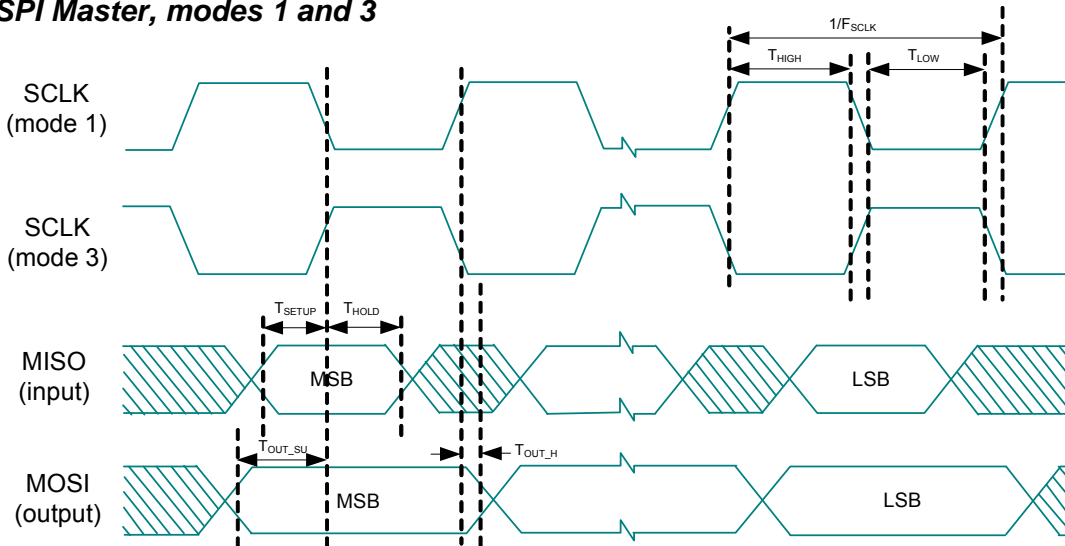 SPI Master, modes 1 and 3
1/FSCLK
THIGH
TLOW
SCLK
(mode 1)
SCLK
(mode 3)
TSETUP
THOLD
MISO
(input)
MSB
LSB
TOUT_SU
TOUT_H
MOSI
(output)
MSB
LSB